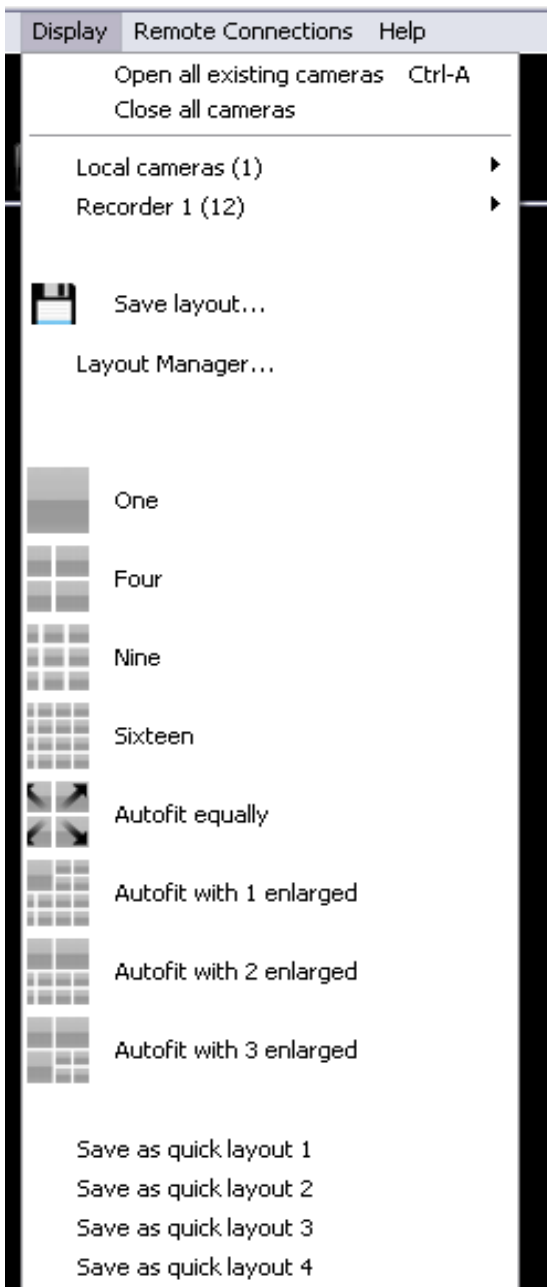 Display Remote Connections Help
Open all existing cameras Ctrl-A
Close all cameras
Local cameras (1)
Recorder 1 (12)
Save layout...
Layout Manager...
One
Four
Nine
Sixteen
Autofit equally
Autofit with 1 enlarged
Autofit with 2 enlarged
Autofit with 3 enlarged
Save as quick layout 1
Save as quick layout 2
Save as quick layout 3
Save as quick layout 4